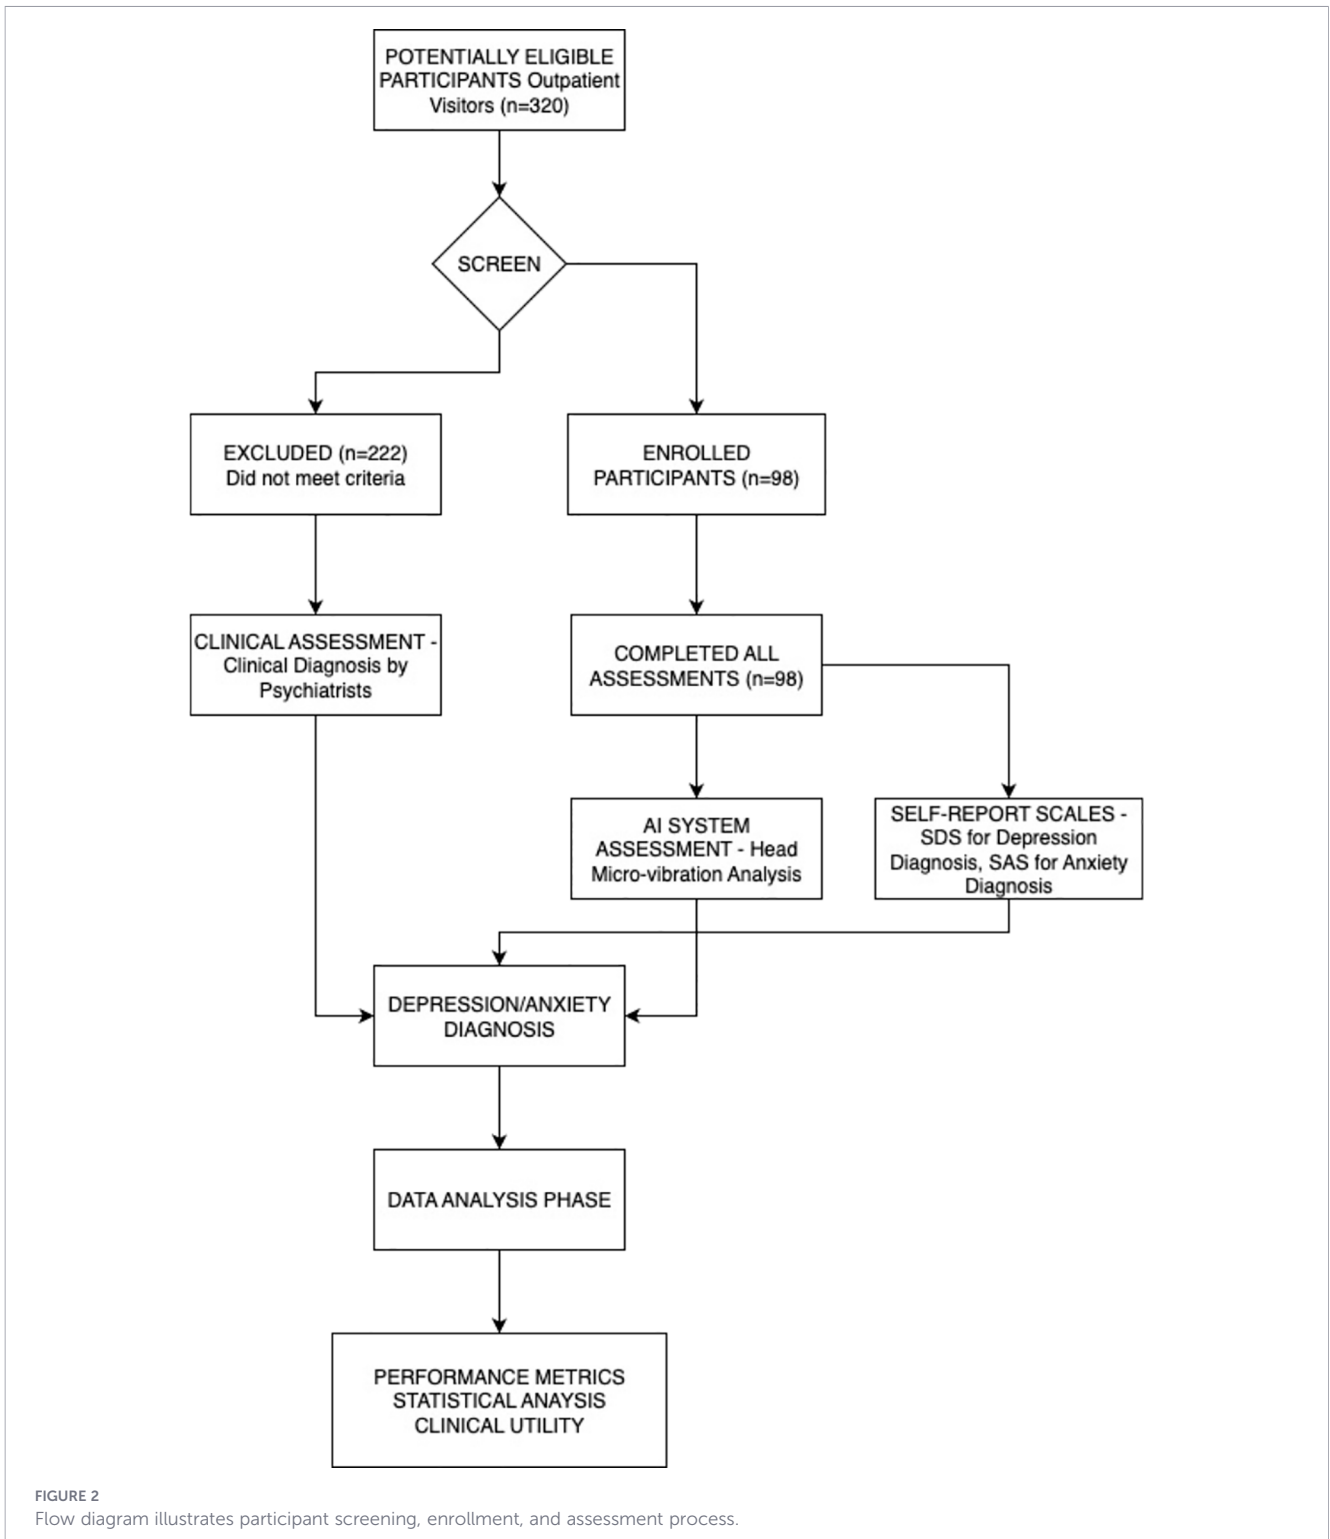 POTENTIALLY ELIGIBLE
PARTICIPANTS Outpatient
Visitors (n=320)
SCREEN
EXCLUDED (n=222)
Did not meet criteria
ENROLLED
PARTICIPANTS (n=98)
CLINICAL ASSESSMENT -
Clinical Diagnosis by
Psychiatrists
COMPLETED ALL
ASSESSMENTS (n=98)
AI SYSTEM
ASSESSMENT - Head
Micro-vibration Analysis
SELF-REPORT SCALES -
SDS for Depression
Diagnosis, SAS for Anxiety
Diagnosis
DEPRESSION/ANXIETY
DIAGNOSIS
DATA ANALYSIS PHASE
PERFORMANCE METRICS
STATISTICAL ANAYSIS
CLINICAL UTILITY
FIGURE 2
Flow diagram illustrates participant screening, enrollment, and assessment process.